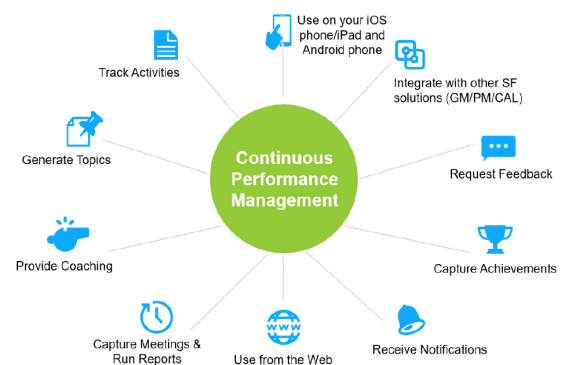 Use on your iOS
phone/iPad and
Android phone
Track Activities
Integrate with other SF
solutions (GM/PM/CAL)
Generate Topics
Continuous
Performance
Management
Request Feedback
Provide Coaching
Capture Achievements
Capture Meetings &
Run Reports
www
Use from the Web
Receive Notifications